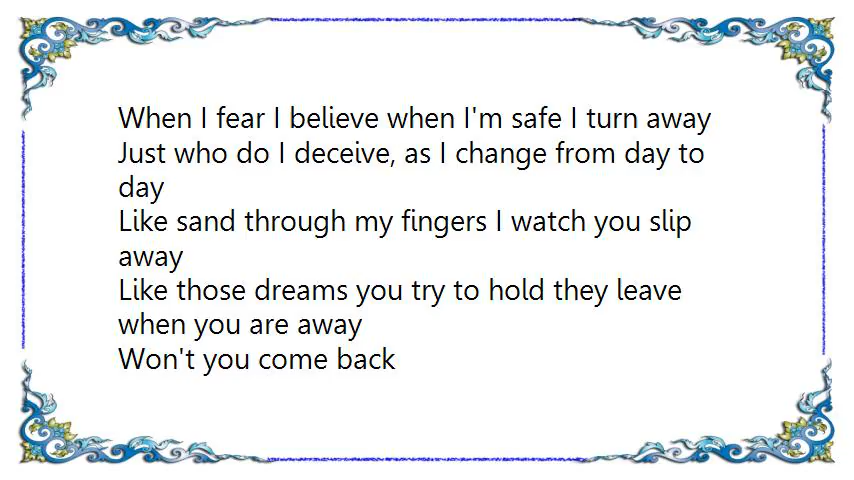 When I fear I believe when I'm safe I turn away
Just who do I deceive, as I change from day to
day
Like sand through my fingers I watch you slip
away
Like those dreams you try to hold they leave
when you are away
Won't you come back